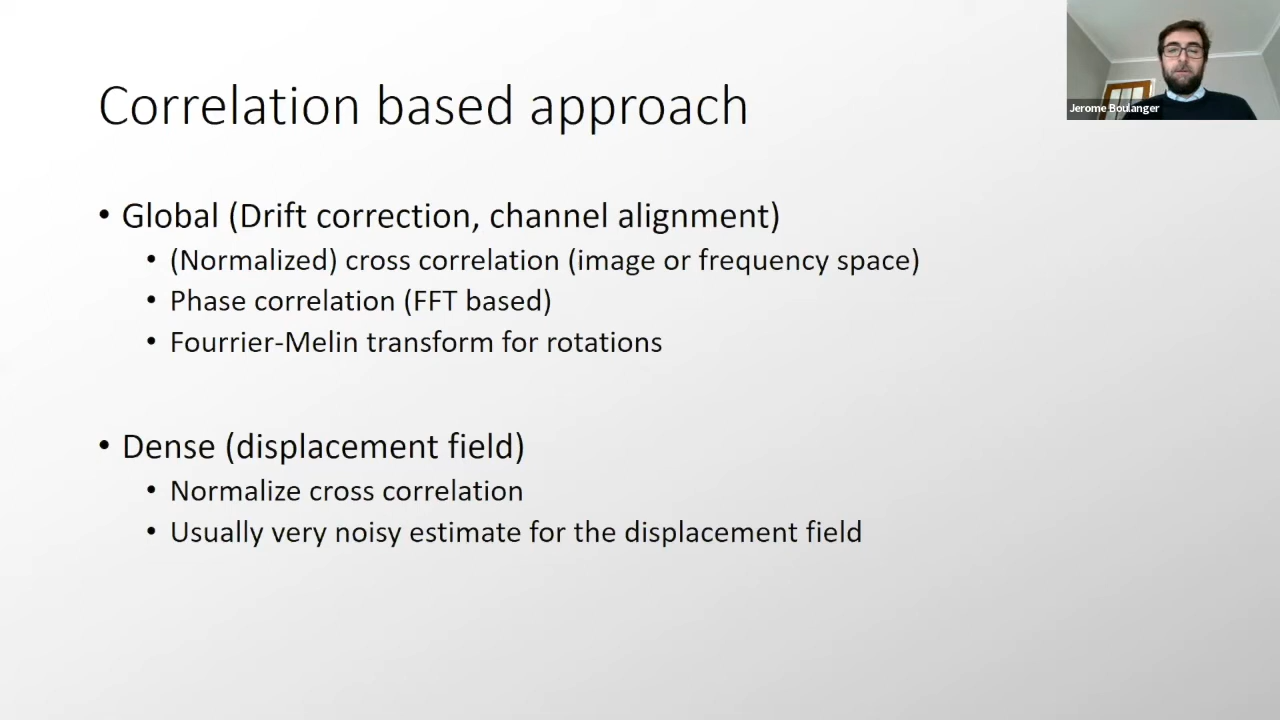 Correlation based approach
Jerome Boulanger
• Global (Drift correction, channel alignment)
• (Normalized) cross correlation (image or frequency space)
• Phase correlation (FFT based)
• Fourrier-Melin transform for rotations
• Dense (displacement field)
• Normalize cross correlation
• Usually very noisy estimate for the displacement field